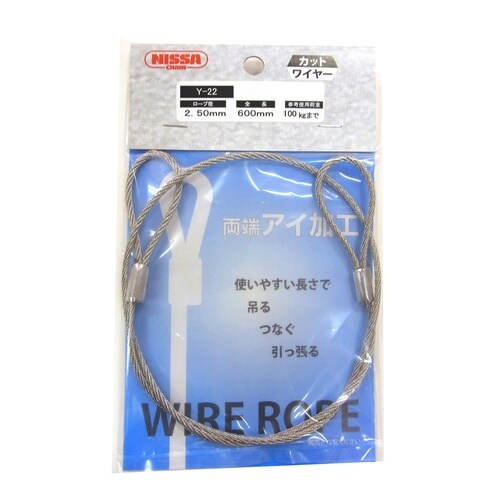 NISSA
CHAIN
カット
ワイヤー
Y-22
ロープ径 全長 参考使用荷重
2.50mm 600mm 100kgまで
両端アイ加工
使いやすい長さで
吊る
つなぐ
引っ張る
WIRE ROPE